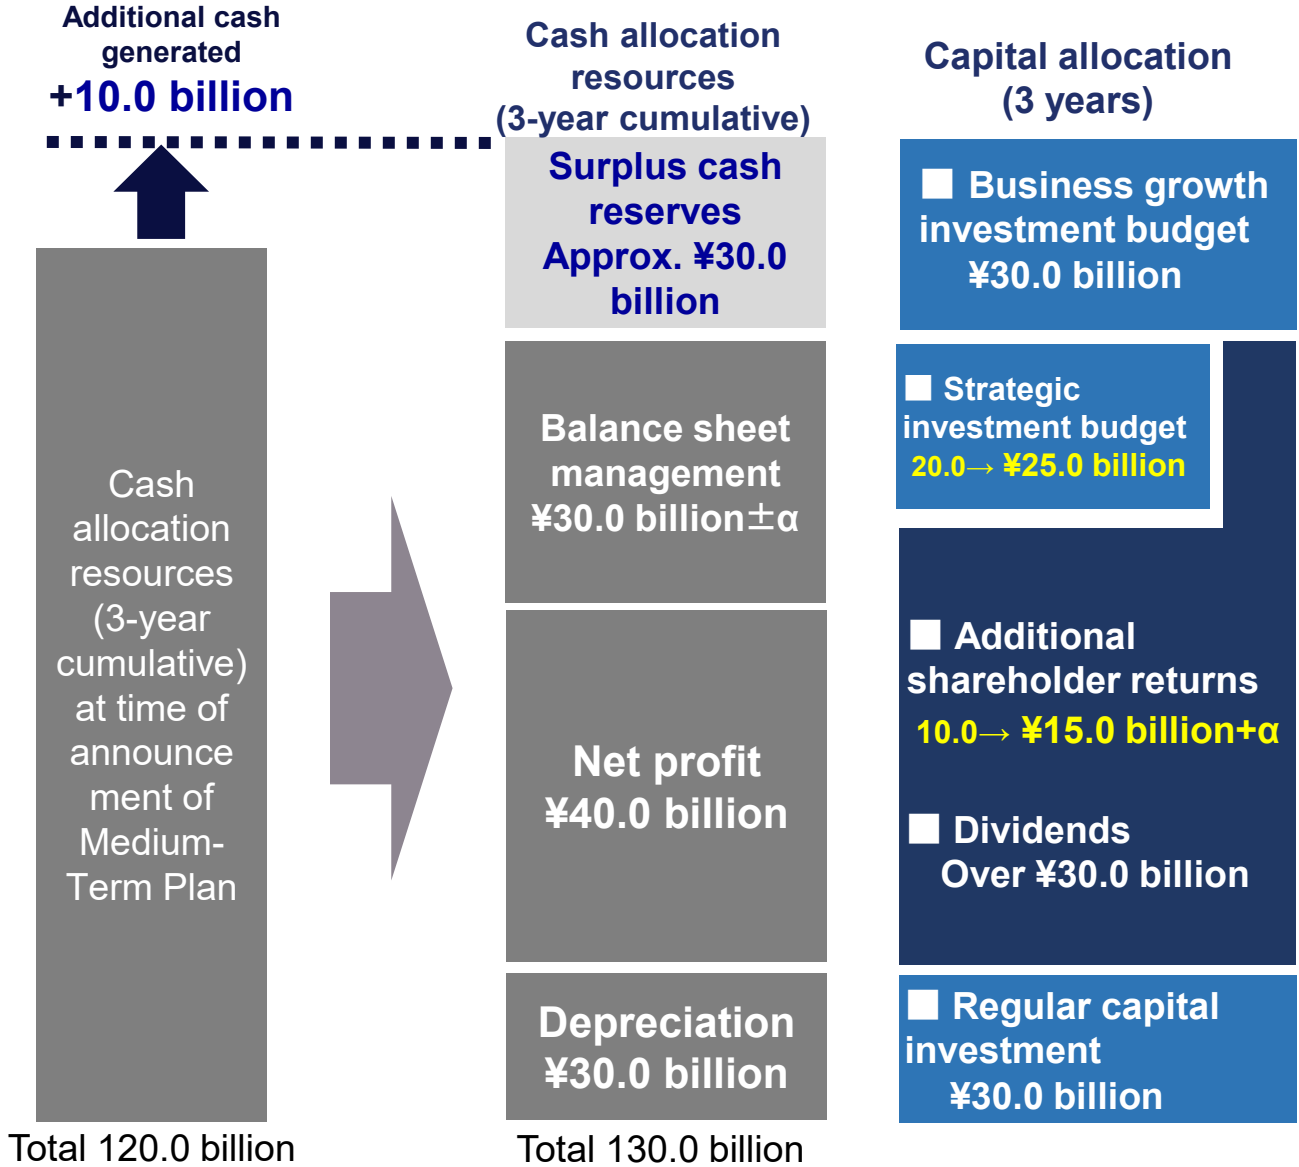 Additional cash
generated
+10.0 billion
Cash
allocation
resources
(3-year
cumulative)
at time of
announce
ment of
Medium-
Term Plan
Total 120.0 billion
Cash allocation
resources
(3-year cumulative)
Surplus cash
reserves
Approx. ¥30.0
billion
Balance sheet
management
¥30.0 billion±α
Net profit
¥40.0 billion
Depreciation
¥30.0 billion
Total 130.0 billion
Capital allocation
(3 years)
■ Business growth
investment budget
¥30.0 billion
■ Strategic
investment budget
20.0→ ¥25.0 billion
■ Additional
shareholder returns
10.0→ ¥15.0 billion+α
■ Dividends
Over ¥30.0 billion
■ Regular capital
investment
¥30.0 billion